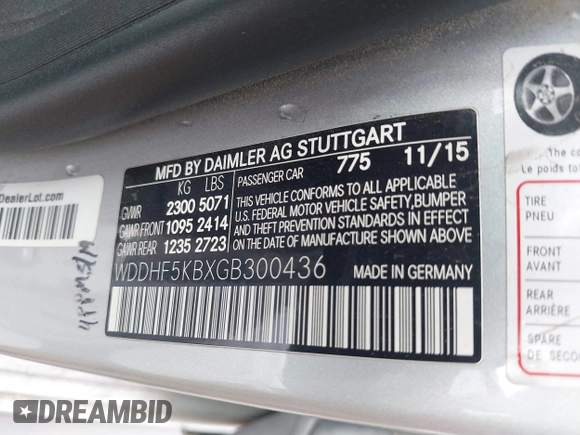 MFD BY DAIMLER AG STUTTGART
KG LBS
PASSENGER CAR 775 11/15
GVWR 2300 5071
GAWR FRONT 1095 2414
GAWR REAR 1235 2723
THIS VEHICLE CONFORMS TO ALL APPLICABLE
U.S. FEDERAL MOTOR VEHICLE SAFETY,BUMPER
AND THEFT PREVENTION STANDARDS IN EFFECT
ON THE DATE OF MANUFACTURE SHOWN ABOVE
WDDHF5KBXGB300436 MADE IN GERMANY
DealerLot.com
The co
Le poids to
TIRE
PNEU
FRONT
AVANT
REAR
ARRIÈRE
SPARE
DE SECO
DREAMBID